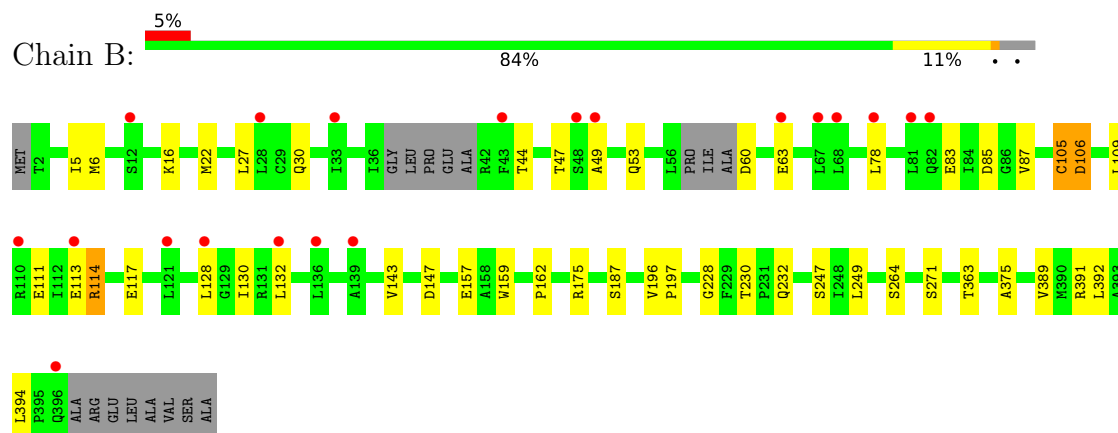 5%
Chain B:
84% 11% • •
MET T2 I5 M6 S12 K16 M22 L27 L28 C29 Q30 I33 I36 GLY LEU PRO GLU ALA R42 F43 T44 T47 S48 A49 Q53 L56 PRO ILE ALA D60 E63 L67 L68 L78 L81 Q82 E83 I84 D85 G86 V87 C105 D106 L109
R110 E111 I112 E113 R114 E117 L121 L128 G129 I130 R131 L132 L136 A139 V143 D147 E157 A158 W159 P162 R175 S187 V196 P197 G228 F229 T230 P231 Q232 S247 I248 L249 S264 S271 T363 A375 V389 M390 R391 L392 A393
L394 P395 Q396 ALA ARG GLU LEU ALA VAL SER ALA